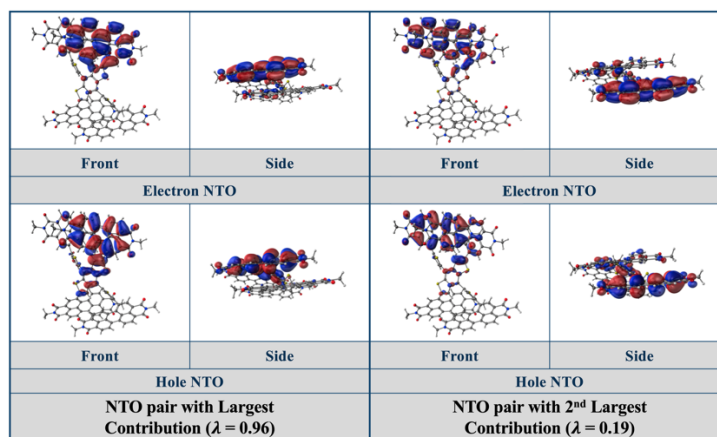 Front Side Front Side
Electron NTO Electron NTO
Front Side Front Side
Hole NTO Hole NTO
NTO pair with Largest
Contribution (λ = 0.96)
NTO pair with 2nd Largest
Contribution (λ = 0.19)